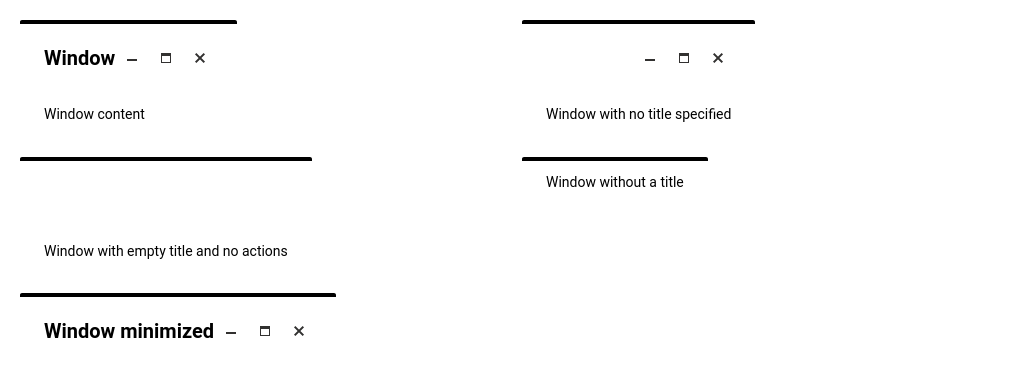 Window
Window content
Window with no title specified
Window with empty title and no actions
Window without a title
Window minimized